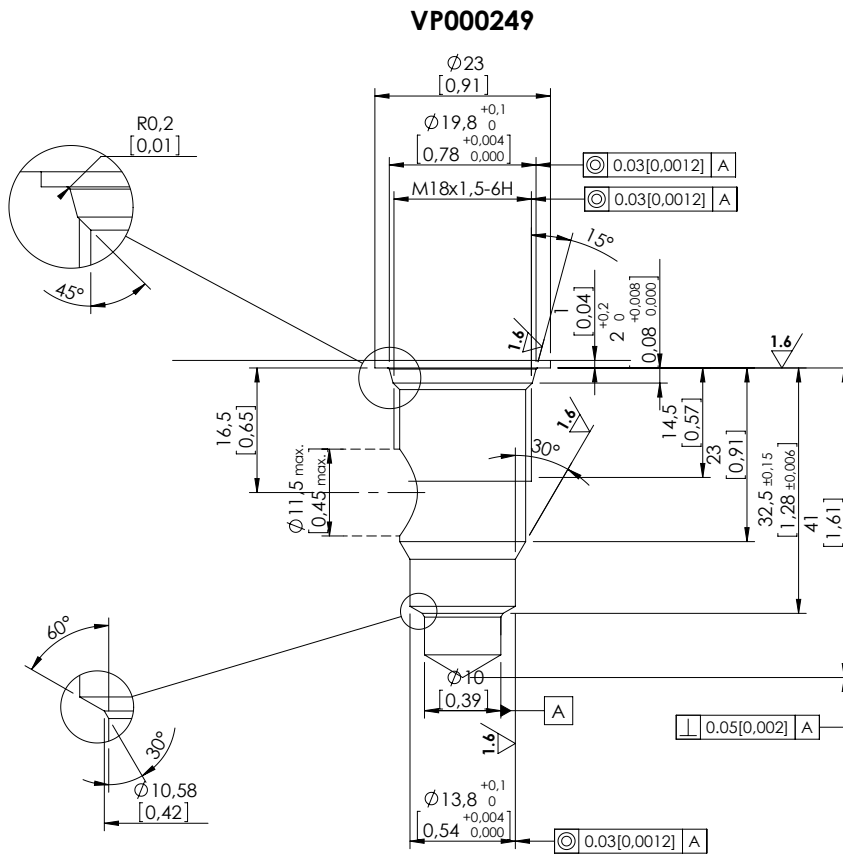 VP000249
Ø23
[0,91]
Ø19,8 +0,1 0
[0,78 +0,004 0,000]
R0,2
[0,01]
◎ 0.03[0,0012] A
M18x1,5-6H
◎ 0.03[0,0012] A
15°
45°
1
[0,04]
2 +0,2 0
0,08 +0,008 0,000
1.6
1.6
1.6
16,5
[0,65]
14,5
[0,57]
30°
23
[0,91]
Ø11,5 max.
[0,45 max.]
32,5 ±0,15
[1,28 ±0,006]
41
[1,61]
60°
Ø10
[0,39]
A
⊥ 0.05[0,002] A
1.6
30°
Ø10,58
[0,42]
Ø13,8 +0,1 0
[0,54 +0,004 0,000]
◎ 0.03[0,0012] A